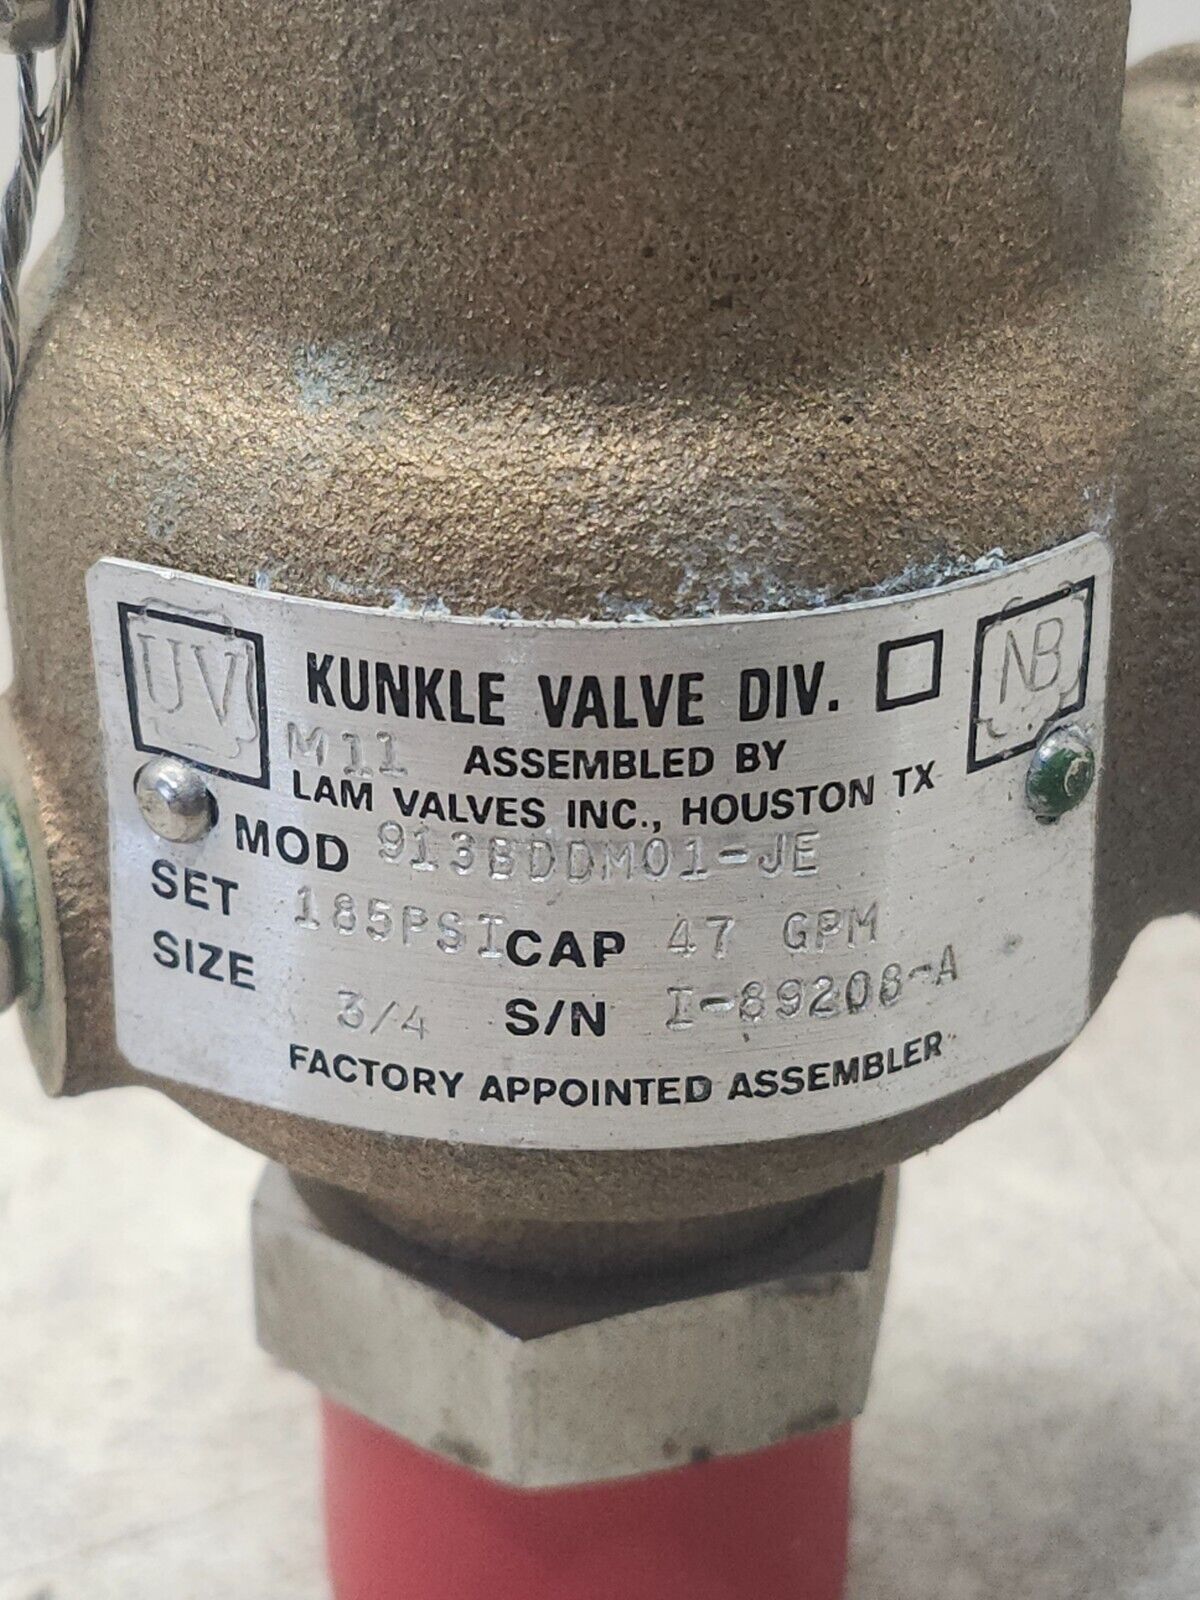 UV KUNKLE VALVE DIV. NB
M11 ASSEMBLED BY
LAM VALVES INC., HOUSTON TX
MOD 913BDDM01-JE
SET 185PSI CAP 47 GPM
SIZE 3/4 S/N I-89208-A
FACTORY APPOINTED ASSEMBLER